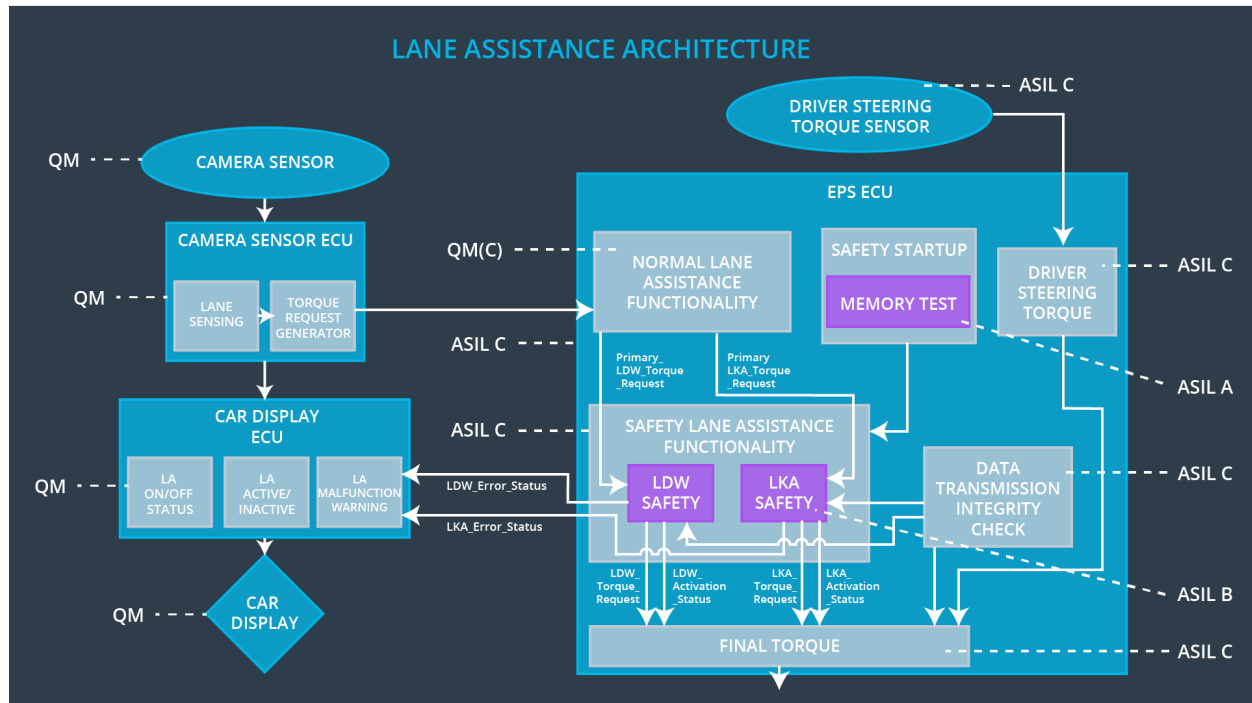 LANE ASSISTANCE ARCHITECTURE
ASIL C
DRIVER STEERING
TORQUE SENSOR
QM
CAMERA SENSOR
EPS ECU
CAMERA SENSOR ECU
QM(C)
NORMAL LANE
ASSISTANCE
FUNCTIONALITY
SAFETY STARTUP
MEMORY TEST
DRIVER
STEERING
TORQUE
ASIL C
QM
LANE
SENSING
TORQUE
REQUEST
GENERATOR
ASIL C
Primary_
LDW_Torque
_Request
Primary
LKA_Torque
_Request
ASIL A
CAR DISPLAY
ECU
ASIL C
SAFETY LANE ASSISTANCE
FUNCTIONALITY
QM
LA
ON/OFF
STATUS
LA
ACTIVE/
INACTIVE
LA
MALFUNCTION
WARNING
LDW_Error_Status
LKA_Error_Status
LDW
SAFETY
LKA
SAFETY
DATA
TRANSMISSION
INTEGRITY
CHECK
ASIL C
LDW_
Torque_
Request
LDW_
Activation
_Status
LKA_
Torque_
Request
LKA_
Activation
_Status
ASIL B
QM
CAR
DISPLAY
FINAL TORQUE
ASIL C